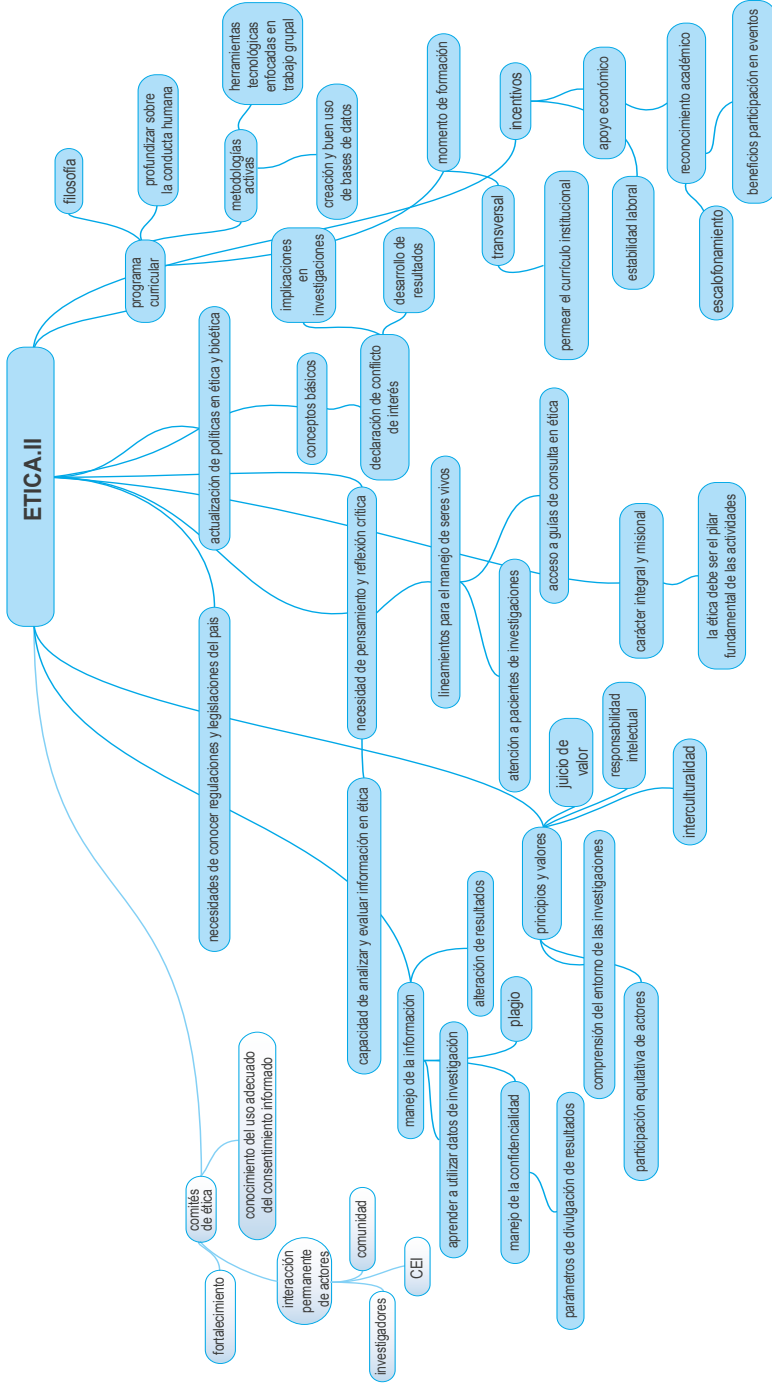 ETICA.II
comités
de ética
fortalecimiento
conocimiento del uso adecuado
del consentimiento informado
interacción
permanente
de actores
comunidad
CEI
investigadores
necesidades de conocer regulaciones y legislaciones del pais
actualización de políticas en ética y bioética
programa
curricular
filosofía
profundizar sobre
la conducta humana
metodologías
activas
herramientas
tecnológicas
enfocadas en
trabajo grupal
creación y buen uso
de bases de datos
conceptos básicos
declaración de conflicto
de interés
implicaciones
en
investigaciones
desarrollo de
resultados
capacidad de analizar y evaluar información en ética
necesidad de pensamiento y reflexión crítica
manejo de la información
alteración de resultados
aprender a utilizar datos de investigación
plagio
manejo de la confidencialidad
parámetros de divulgación de resultados
lineamientos para el manejo de seres vivos
atención a pacientes de investigaciones
acceso a guías de consulta en ética
principios y valores
juicio de
valor
responsabilidad
intelectual
interculturalidad
comprensión del entorno de las investigaciones
participación equitativa de actores
carácter integral y misional
la ética debe ser el pilar
fundamental de las actividades
momento de formación
transversal
permear el currículo institucional
incentivos
apoyo económico
estabilidad laboral
reconocimiento académico
escalofonamiento
beneficios participación en eventos